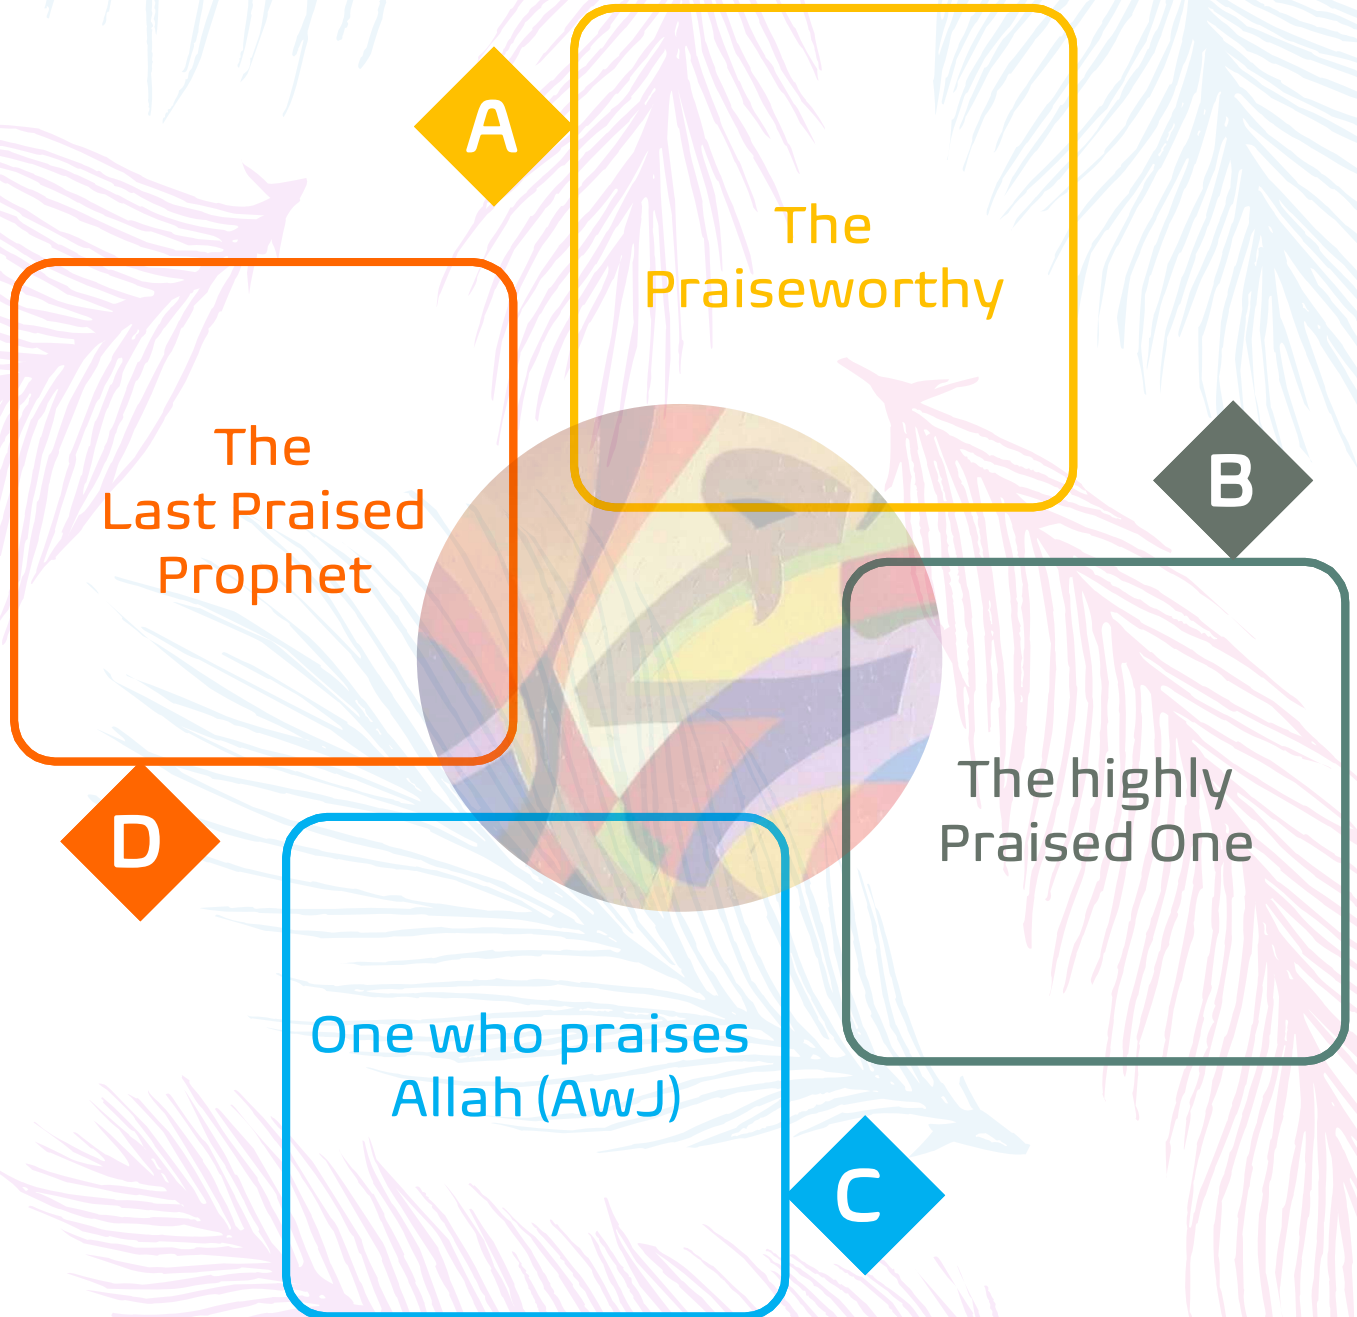 A
The
Praiseworthy
B
The highly
Praised One
C
One who praises
Allah (AwJ)
D
The
Last Praised
Prophet